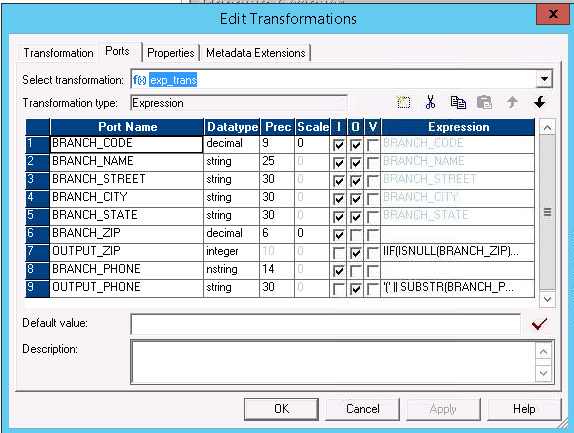 Edit Transformations
x
Transformation Ports Properties Metadata Extensions
Select transformation: f(x) exp_trans
Transformation type: Expression
Port Name Datatype Prec Scale I O V Expression
1 BRANCH_CODE decimal 9 0 BRANCH_CODE
2 BRANCH_NAME string 25 0 BRANCH_NAME
3 BRANCH_STREET string 30 0 BRANCH_STREET
4 BRANCH_CITY string 30 0 BRANCH_CITY
5 BRANCH_STATE string 30 0 BRANCH_STATE
6 BRANCH_ZIP decimal 6 0
7 OUTPUT_ZIP integer 10 0 IIF(ISNULL(BRANCH_ZIP)...
8 BRANCH_PHONE nstring 14 0
9 OUTPUT_PHONE string 30 0 '(' || SUBSTR(BRANCH_P...
Default value:
Description:
OK Cancel Apply Help